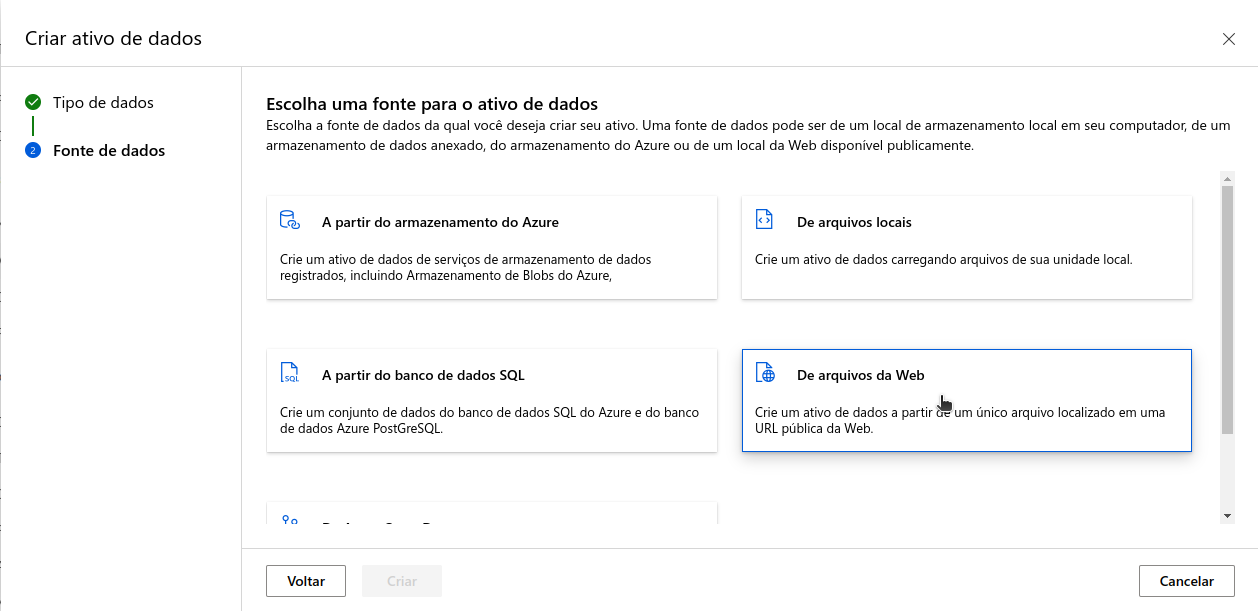 Criar ativo de dados
Tipo de dados
2
Fonte de dados
Escolha uma fonte para o ativo de dados
Escolha a fonte de dados da qual você deseja criar seu ativo. Uma fonte de dados pode ser de um local de armazenamento local em seu computador, de um
armazenamento de dados anexado, do armazenamento do Azure ou de um local da Web disponível publicamente.
A partir do armazenamento do Azure
Crie um ativo de dados de serviços de armazenamento de dados
registrados, incluindo Armazenamento de Blobs do Azure,
De arquivos locais
Crie um ativo de dados carregando arquivos de sua unidade local.
SQL
A partir do banco de dados SQL
Crie um conjunto de dados do banco de dados SQL do Azure e do banco
de dados Azure PostGreSQL.
De arquivos da Web
Crie um ativo de dados a partir de um único arquivo localizado em uma
URL pública da Web.
Voltar
Criar
Cancelar